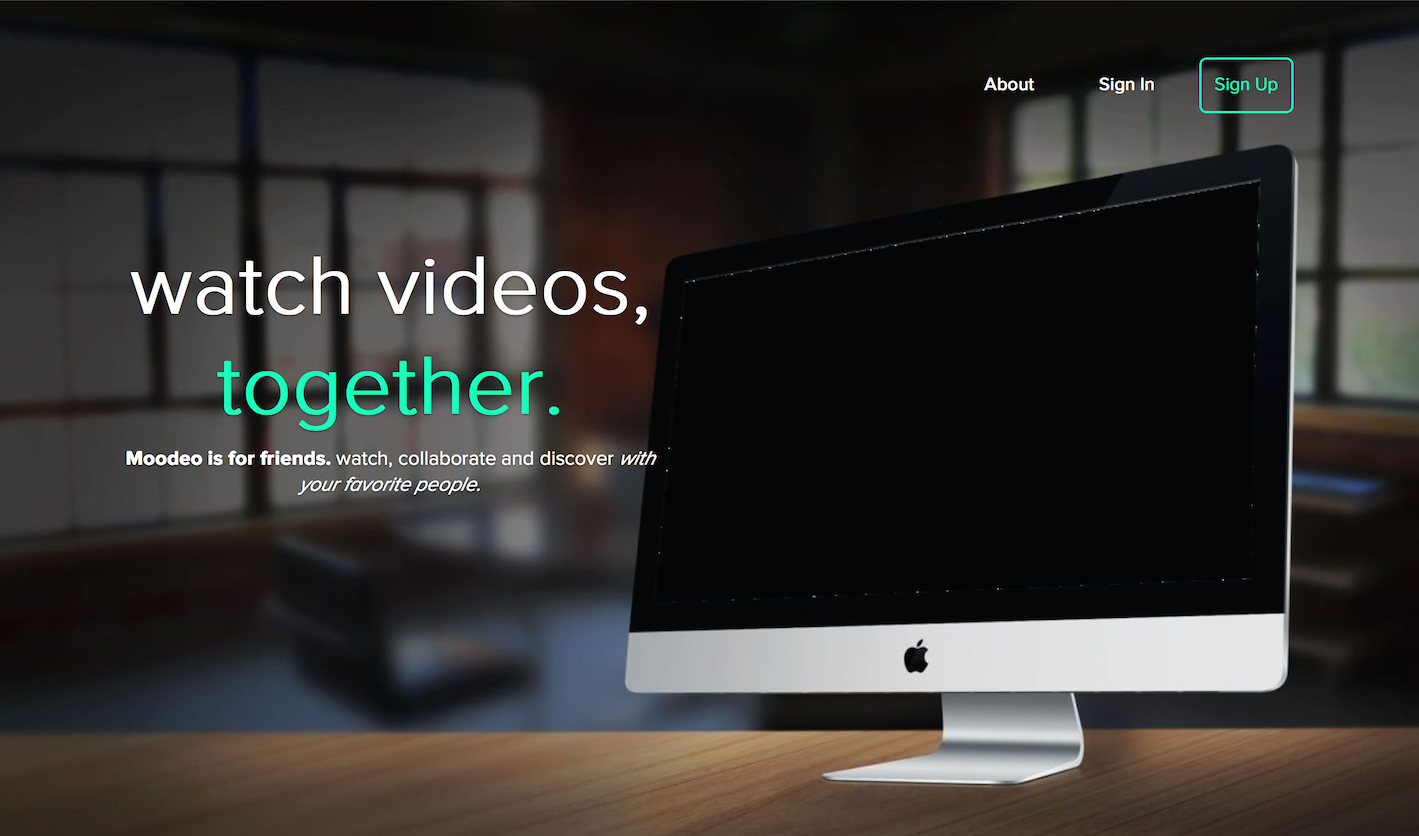 About
Sign In
Sign Up
watch videos,
together.
Moodeo is for friends. watch, collaborate and discover with
your favorite people.